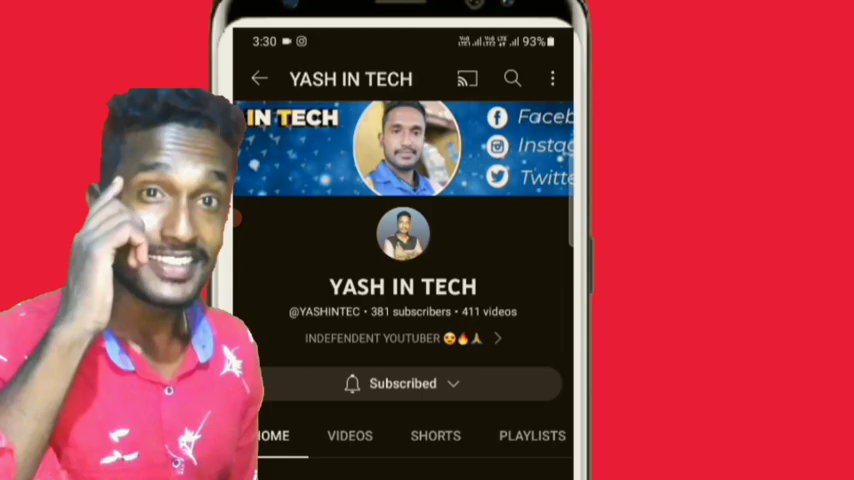 3:30 93%
YASH IN TECH
IN TECH
Faceb
Instag
Twitte
YASH IN TECH
@YASHINTEC • 381 subscribers • 411 videos
INDEFENDENT YOUTUBER 😍🔥🙏
Subscribed
HOME VIDEOS SHORTS PLAYLISTS